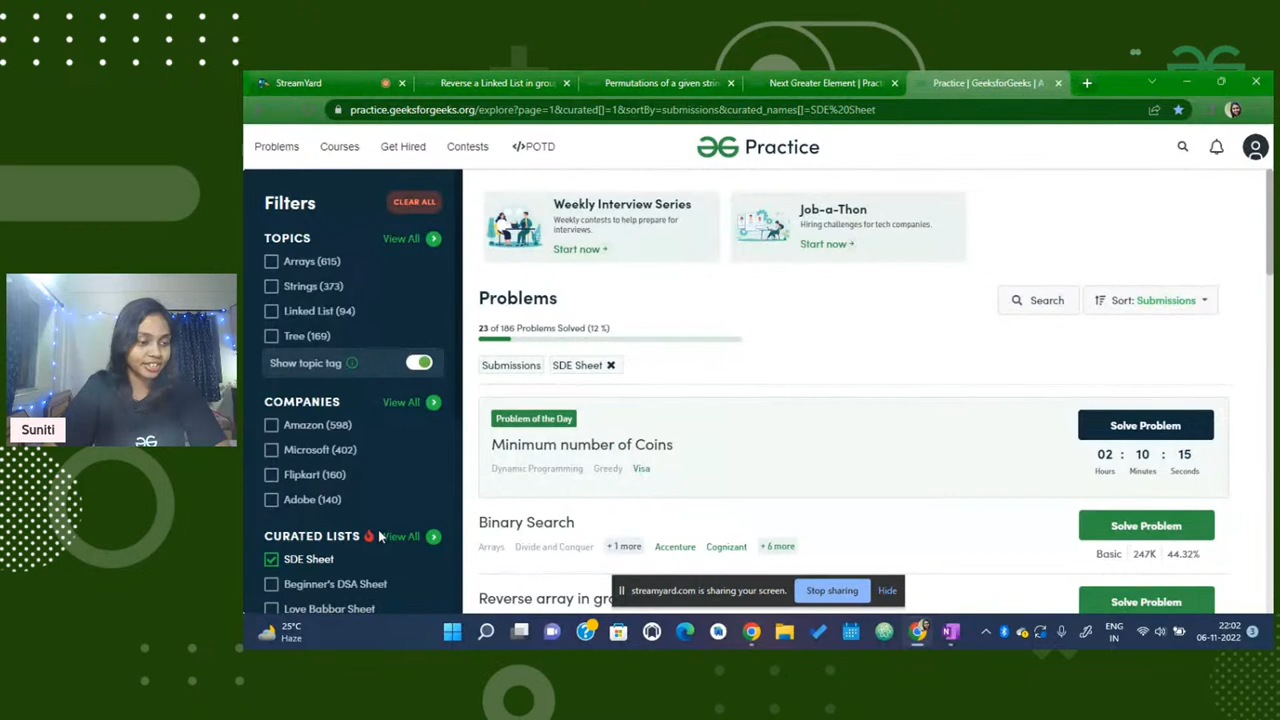 StreamYard
Reverse a Linked List in grou
Permutations of a given strin
Next Greater Element | Pract
Practice | GeeksforGeeks | A
practice.geeksforgeeks.org/explore?page=1&curated[]=1&sortBy=submissions&curated_names[]=SDE%20Sheet
Problems Courses Get Hired Contests </>POTD
Practice
Filters
CLEAR ALL
TOPICS
View All
Arrays (615)
Strings (373)
Linked List (94)
Tree (169)
Show topic tag
COMPANIES
View All
Amazon (598)
Microsoft (402)
Flipkart (160)
Adobe (140)
CURATED LISTS
View All
SDE Sheet
Beginner's DSA Sheet
Love Babbar Sheet
Weekly Interview Series
Weekly contests to help prepare for
interviews.
Start now
Job-a-Thon
Hiring challenges for tech companies.
Start now
Problems
Search
Sort: Submissions
23 of 186 Problems Solved (12 %)
Submissions
SDE Sheet
Problem of the Day
Minimum number of Coins
Dynamic Programming Greedy Visa
Solve Problem
02 : 10 : 15
Hours Minutes Seconds
Binary Search
Arrays Divide and Conquer + 1 more Accenture Cognizant + 6 more
Solve Problem
Basic 247K 44.32%
Reverse array in gro
Solve Problem
streamyard.com is sharing your screen.
Stop sharing
Hide
Suniti
25°C
Haze
ENG
IN
22:02
06-11-2022
3